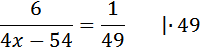 6/(4x − 54) = 1/49 |· 49